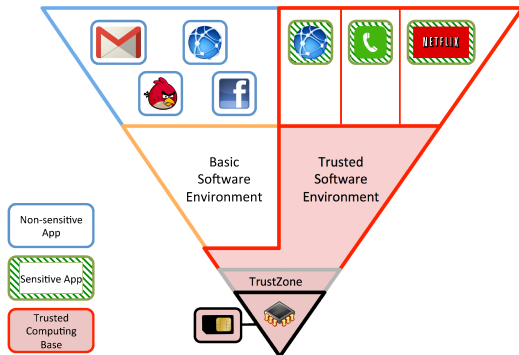 NETFLIX
Basic
Software
Environment
Trusted
Software
Environment
Non-sensitive
App
Sensitive App
Trusted
Computing
Base
TrustZone